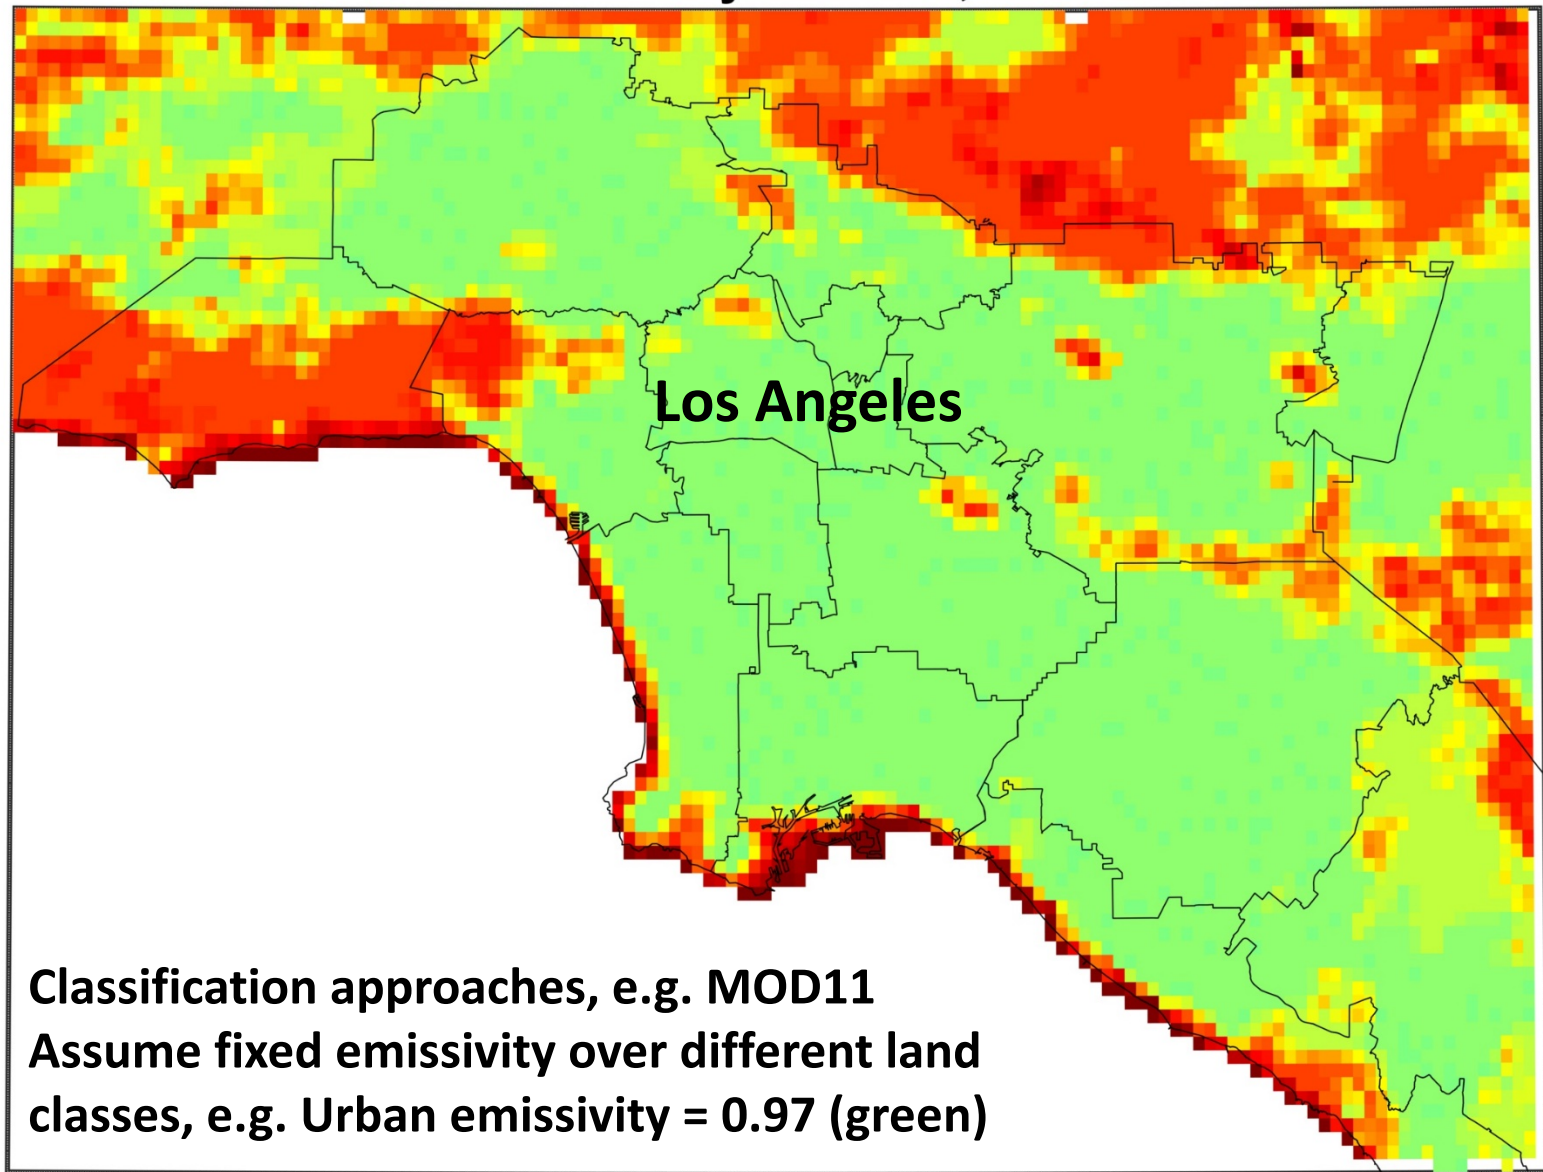 Los Angeles
Classification approaches, e.g. MOD11
Assume fixed emissivity over different land
classes, e.g. Urban emissivity = 0.97 (green)